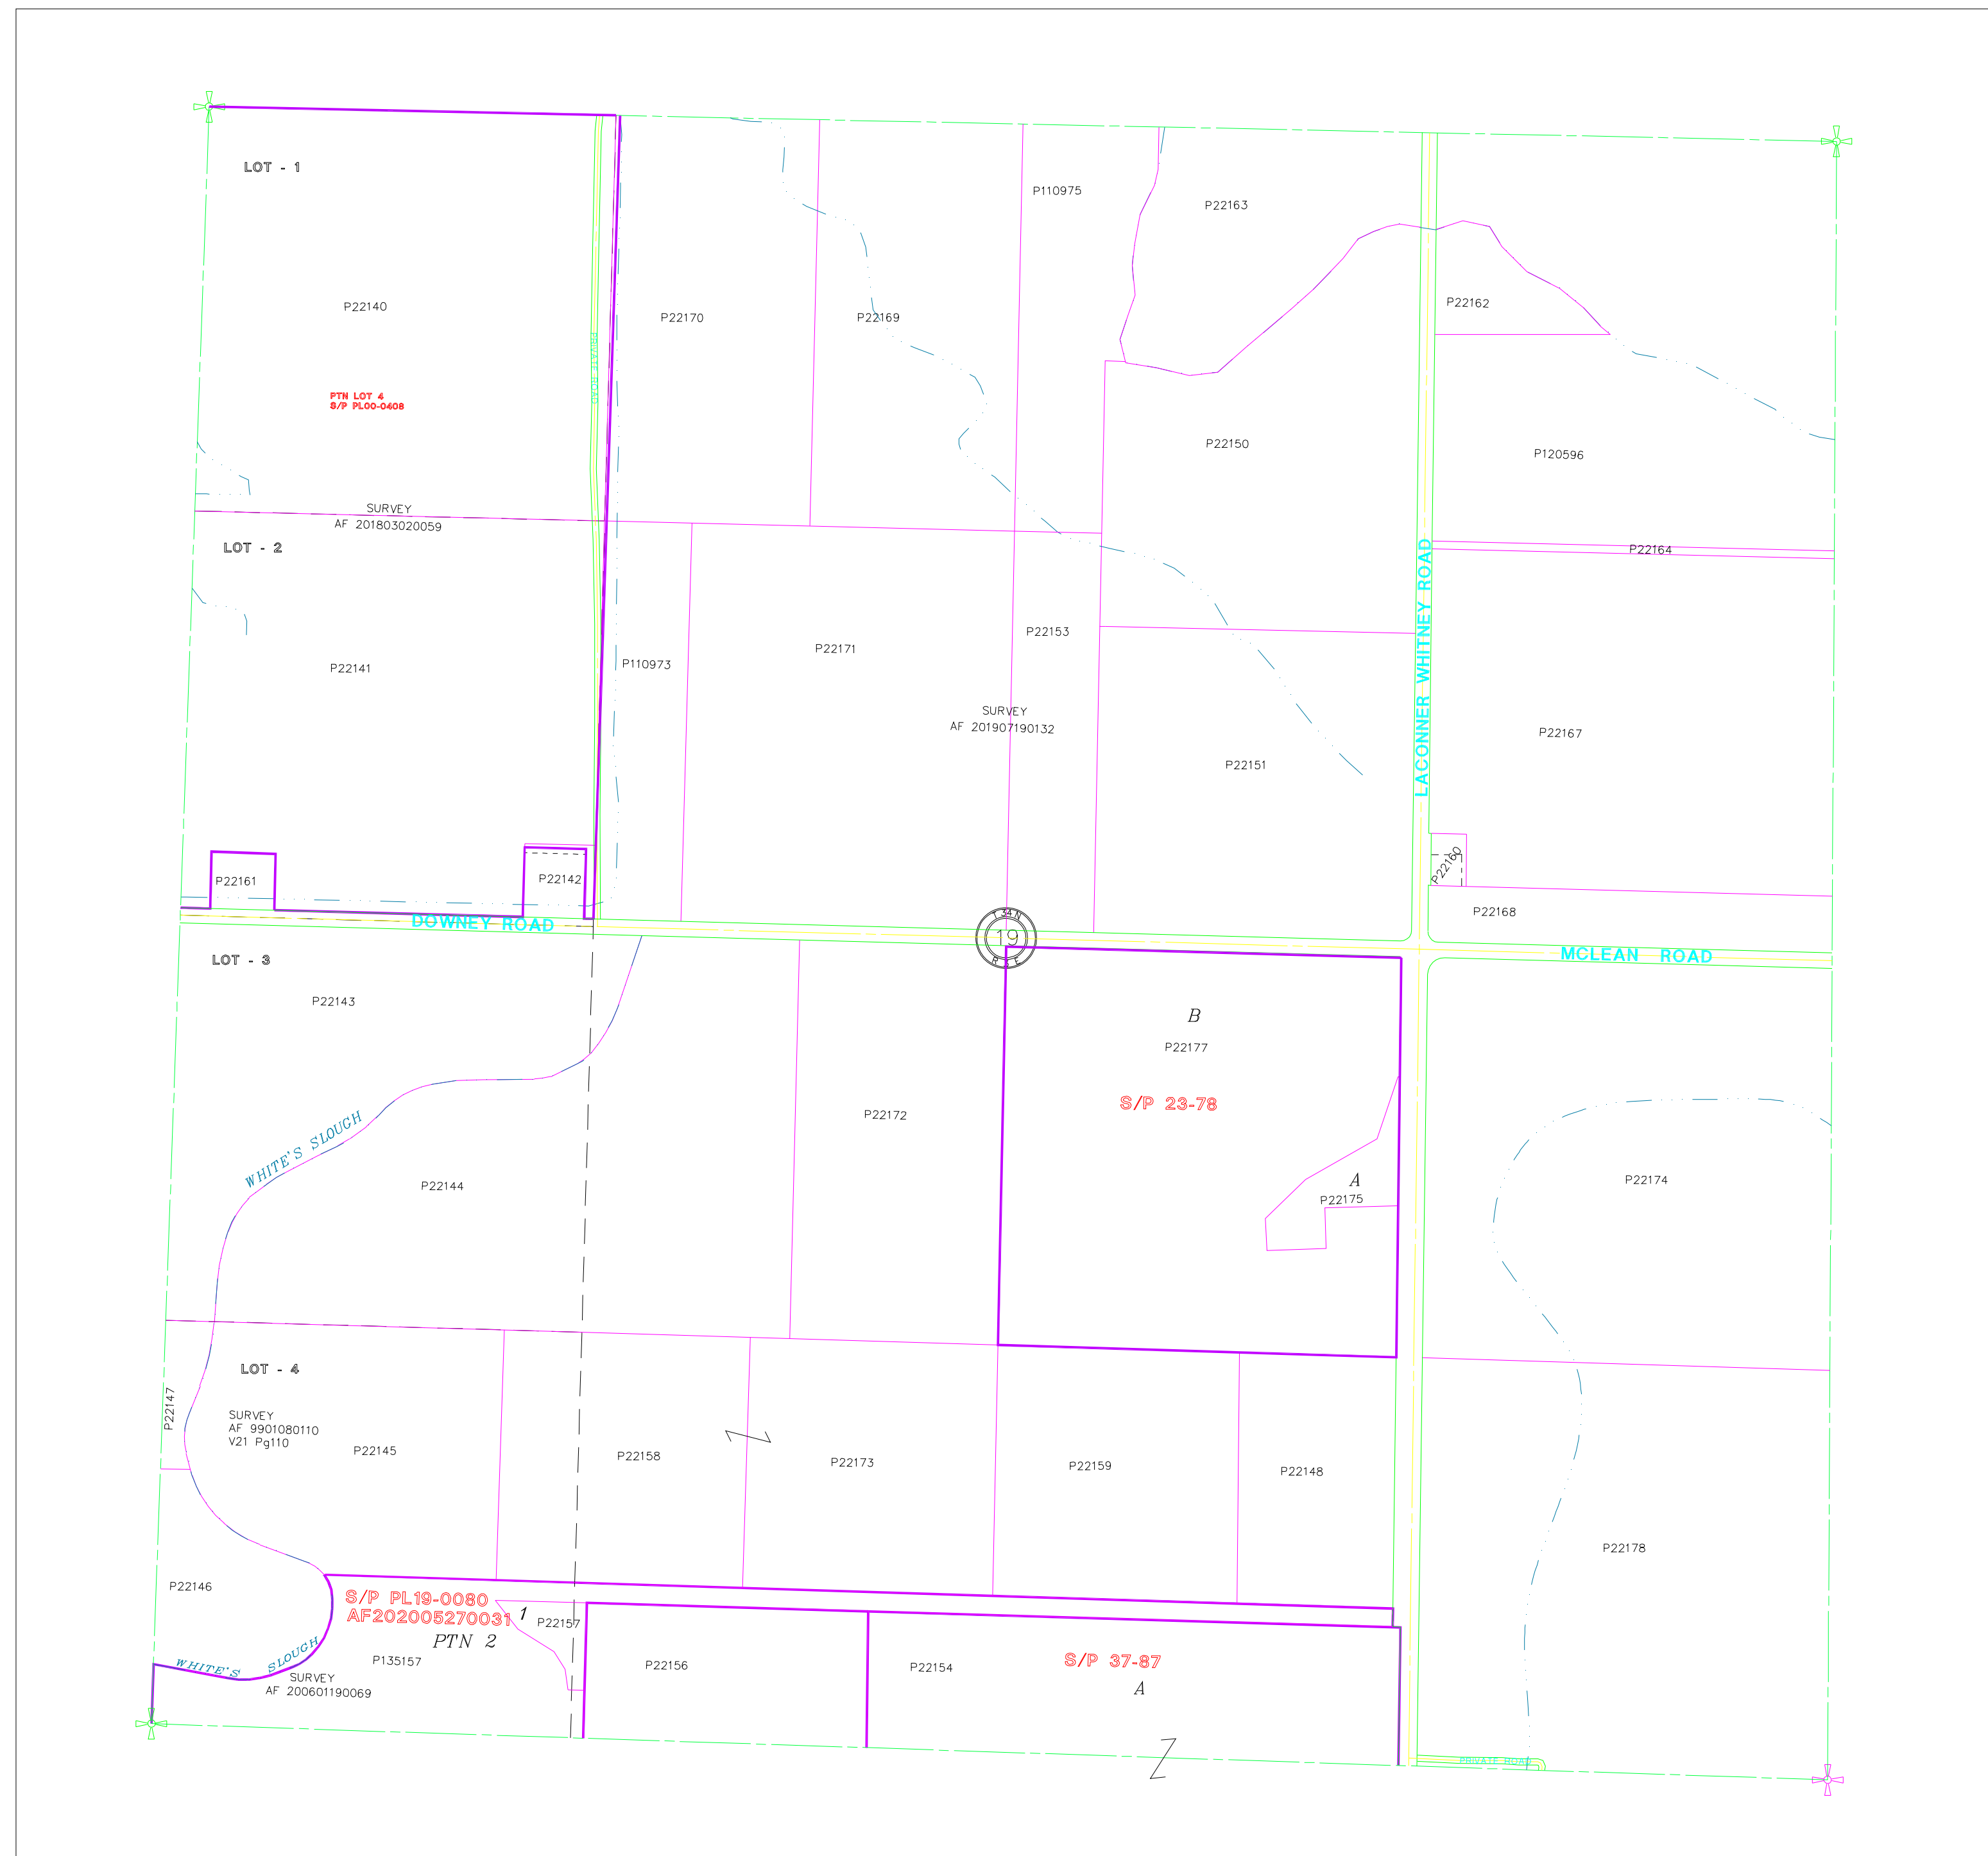 LOT - 1
P110975
P22163
P22140
P22170
P22169
P22162
PRIVATE ROAD
PTN LOT 4
S/P PL00-0408
P22150
P120596
SURVEY
AF 201803020059
LOT - 2
P22164
LACONNER WHITNEY ROAD
P22141
P110973
P22171
P22153
SURVEY
AF 201907190132
P22167
P22151
P22161
P22142
P22160
P22168
DOWNEY ROAD
T 34 N
19
MCLEAN ROAD
LOT - 3
P22143
B
P22177
S/P 23-78
P22172
WHITE'S SLOUGH
P22144
A
P22175
P22174
LOT - 4
P22147
SURVEY
AF 9901080110
V21 Pg110
P22145
P22158
P22173
P22159
P22148
P22178
P22146
S/P PL19-0080
AF202005270031
1
P22157
PTN 2
P135157
WHITE'S SLOUGH
SURVEY
AF 200601190069
P22156
P22154
S/P 37-87
A
Z
Z
PRIVATE ROAD